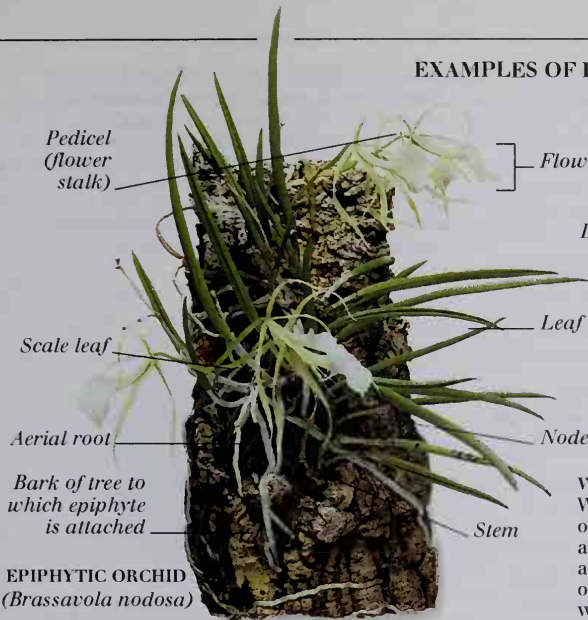 EXAMPLES OF
Pedicel
(flower
stalk)
Scale leaf
Aerial root
Bark of tree to
which epiphyte
is attached
EPIPHYTIC ORCHID
(Brassavola nodosa)
Leaf
Node
Stem